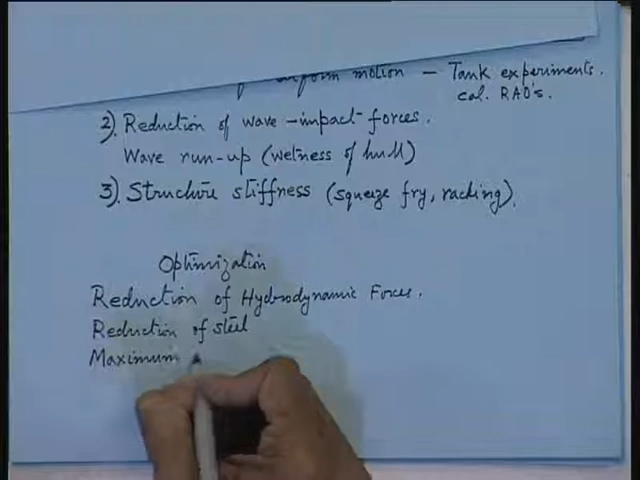 motion - Tank experiments.
cal. RAO's.
2). Reduction of wave-impact forces.
Wave run-up (wetness of hull)
3). Structure stiffness (squeeze fry, racking).
Optimization
Reduction of Hydrodynamic Forces.
Reduction of steel
Maximum